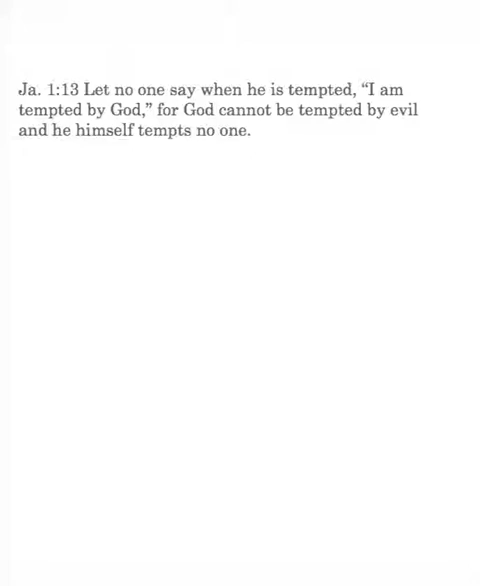 Ja. 1:13 Let no one say when he is tempted, “I am
tempted by God,” for God cannot be tempted by evil
and he himself tempts no one.